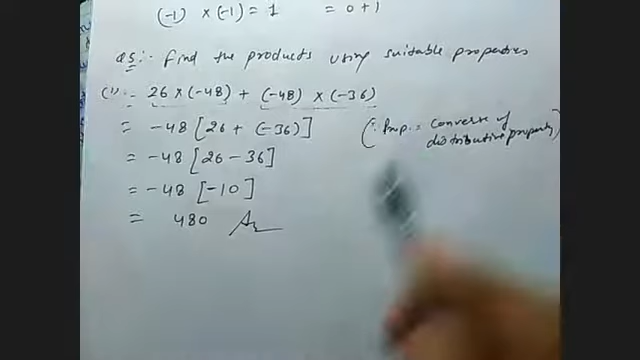 (-1) × (-1) = 1 = 0 + 1
Q5:- Find the products using suitable properties
(i):- 26 × (-48) + (-48) × (-36)
= -48 [26 + (-36)]
(∵ Prop. = Converse of
distributive property)
= -48 [26 - 36]
= -48 [-10]
= 480 Ans